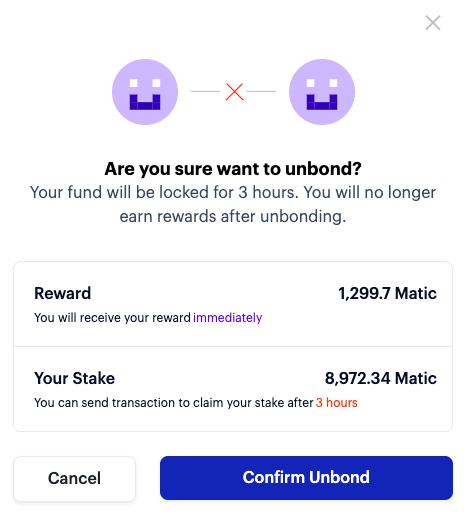 Are you sure want to unbond?
Your fund will be locked for 3 hours. You will no longer
earn rewards after unbonding.
Reward 1,299.7 Matic
You will receive your reward immediately
Your Stake 8,972.34 Matic
You can send transaction to claim your stake after 3 hours
Cancel Confirm Unbond